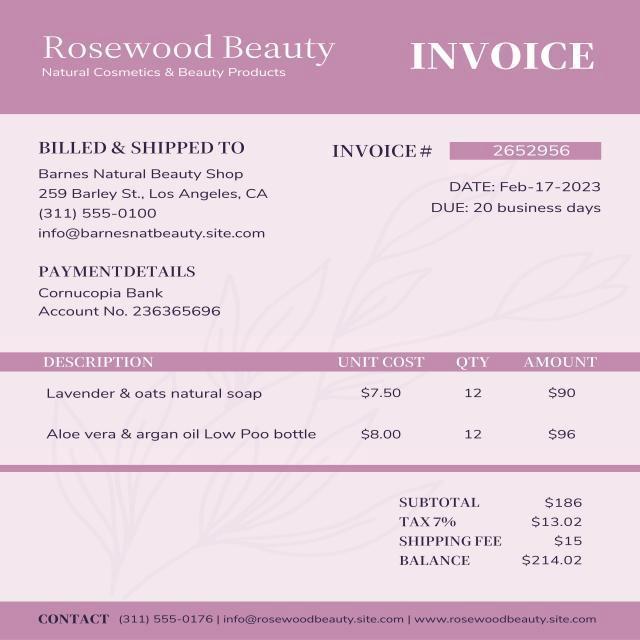 Rosewood Beauty
Natural Cosmetics & Beauty Products
INVOICE
BILLED & SHIPPED TO
Barnes Natural Beauty Shop
259 Barley St., Los Angeles, CA
(311) 555-0100
info@barnesnatbeauty.site.com
INVOICE # 2652956
DATE: Feb-17-2023
DUE: 20 business days
PAYMENTDETAILS
Cornucopia Bank
Account No. 236365696
DESCRIPTION UNIT COST QTY AMOUNT
Lavender & oats natural soap $7.50 12 $90
Aloe vera & argan oil Low Poo bottle $8.00 12 $96
SUBTOTAL $186
TAX 7% $13.02
SHIPPING FEE $15
BALANCE $214.02
CONTACT (311) 555-0176 | info@rosewoodbeauty.site.com | www.rosewoodbeauty.site.com